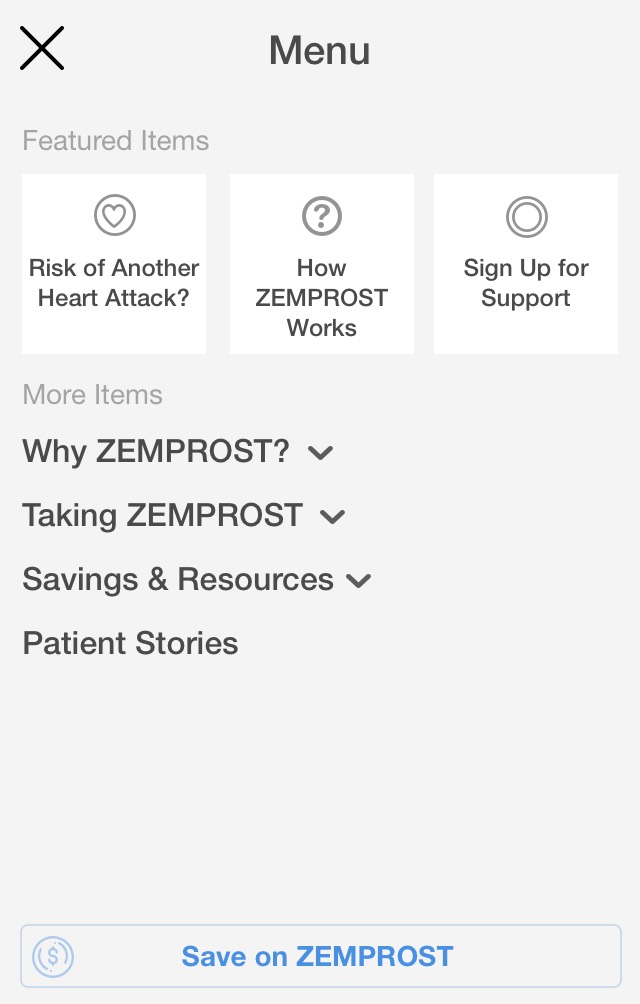 Menu
Featured Items
Risk of Another
Heart Attack?
How
ZEMPROST
Works
Sign Up for
Support
More Items
Why ZEMPROST?
Taking ZEMPROST
Savings & Resources
Patient Stories
$ Save on ZEMPROST